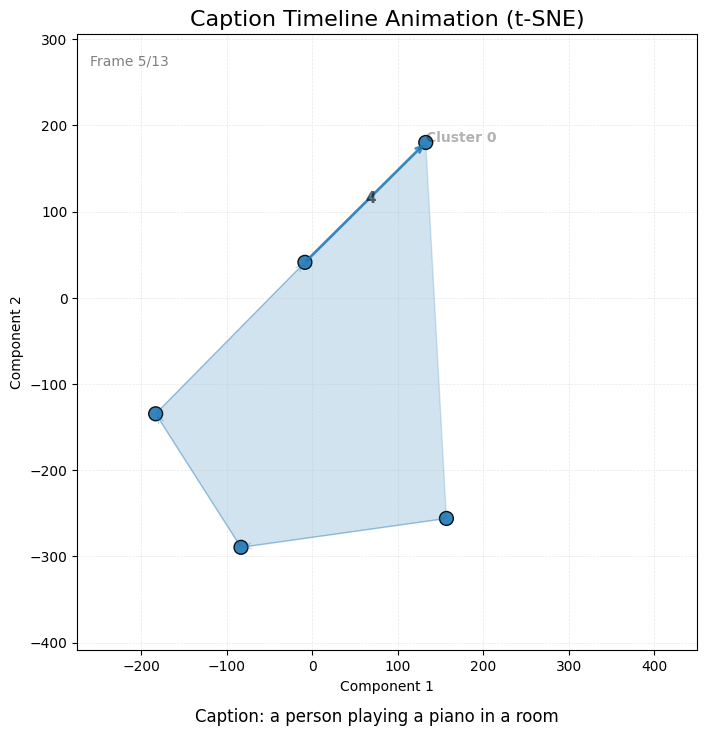 Caption Timeline Animation (t-SNE)
Frame 5/13
Cluster 0
4
300
200
100
0
−100
−200
−300
−400
Component 2
−200
−100
0
100
200
300
400
Component 1
Caption: a person playing a piano in a room